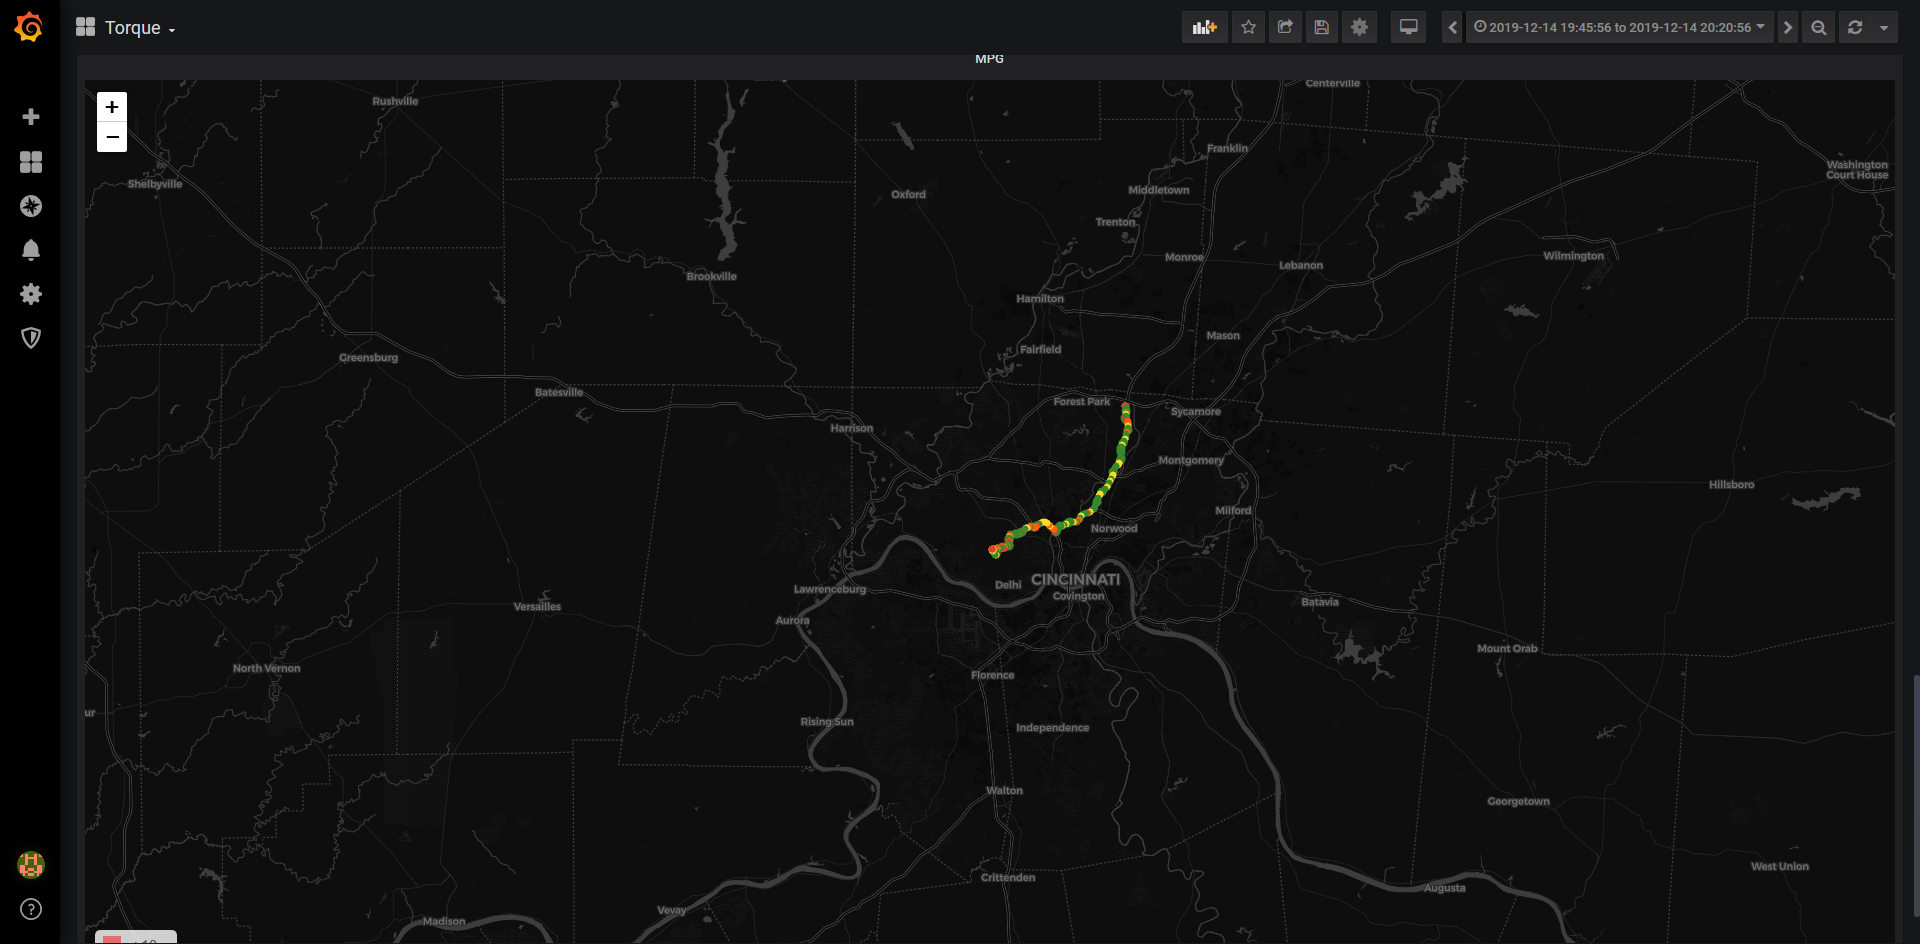 Torque
2019-12-14 19:45:56 to 2019-12-14 20:20:56
MPG
+
−
Centerville
Rushville
Franklin
Washington
Court House
Shelbyville
Middletown
Oxford
Trenton
Monroe
Wilmington
Lebanon
Brookville
Hamilton
Mason
Fairfield
Greensburg
Batesville
Forest Park
Sycamore
Harrison
Montgomery
Hillsboro
Milford
Norwood
CINCINNATI
Delhi
Lawrenceburg
Covington
Batavia
Versailles
Aurora
Mount Orab
North Vernon
Florence
ur
Rising Sun
Independence
Walton
Georgetown
West Union
Crittenden
Augusta
Vevay
Madison